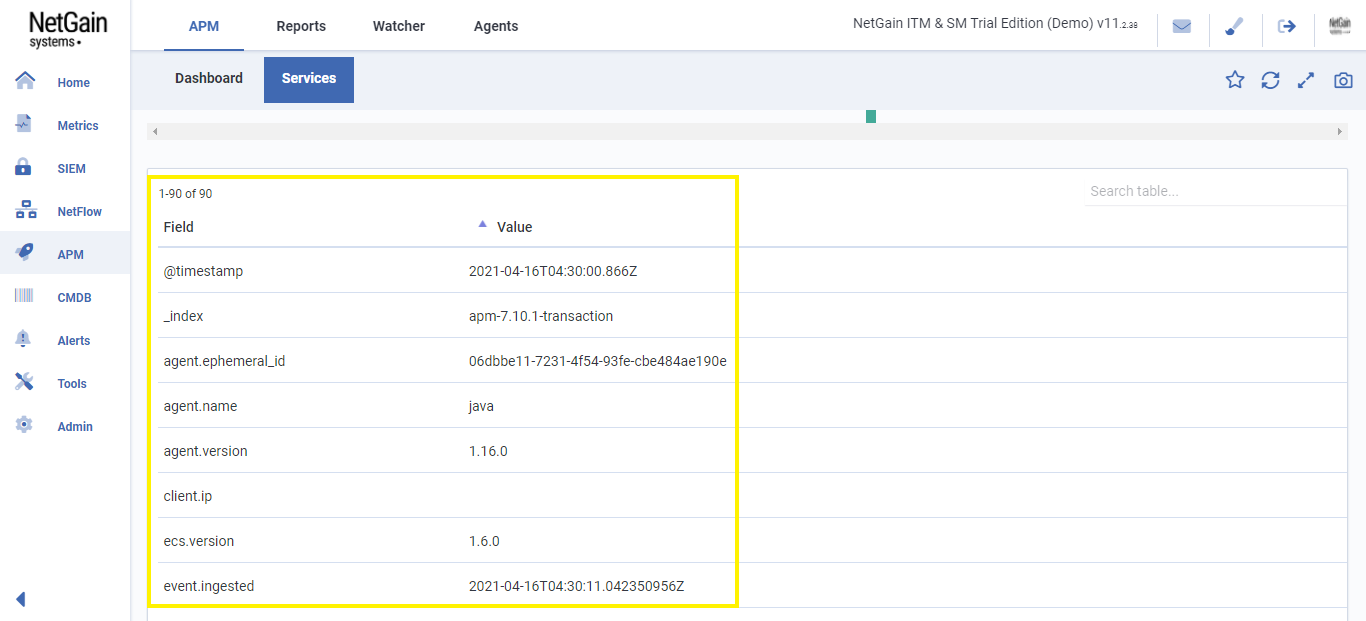 NetGain
systems
APM Reports Watcher Agents
NetGain ITM & SM Trial Edition (Demo) v11.2.38
NetGain
Home
Metrics
SIEM
NetFlow
APM
CMDB
Alerts
Tools
Admin
Dashboard Services
1-90 of 90
Search table...
Field Value
@timestamp 2021-04-16T04:30:00.866Z
_index apm-7.10.1-transaction
agent.ephemeral_id 06dbbe11-7231-4f54-93fe-cbe484ae190e
agent.name java
agent.version 1.16.0
client.ip
ecs.version 1.6.0
event.ingested 2021-04-16T04:30:11.042350956Z